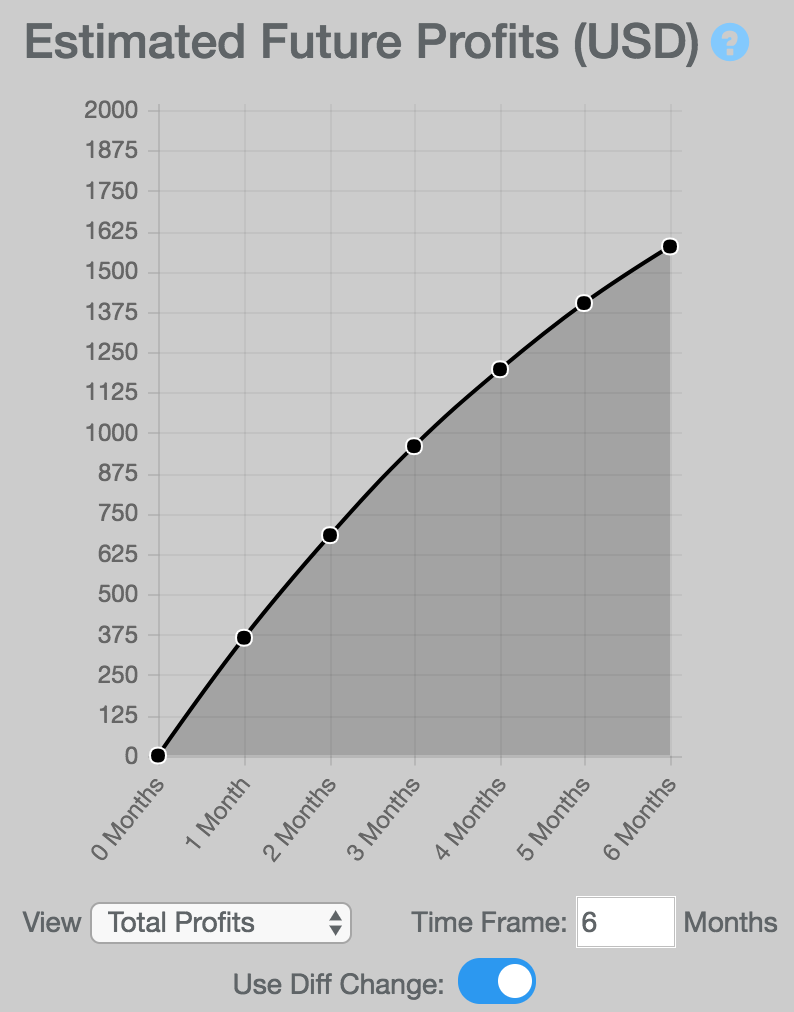 Estimated Future Profits (USD) ?
2000
1875
1750
1625
1500
1375
1250
1125
1000
875
750
625
500
375
250
125
0
0 Months
1 Month
2 Months
3 Months
4 Months
5 Months
6 Months
View Total Profits Time Frame: 6 Months
Use Diff Change: